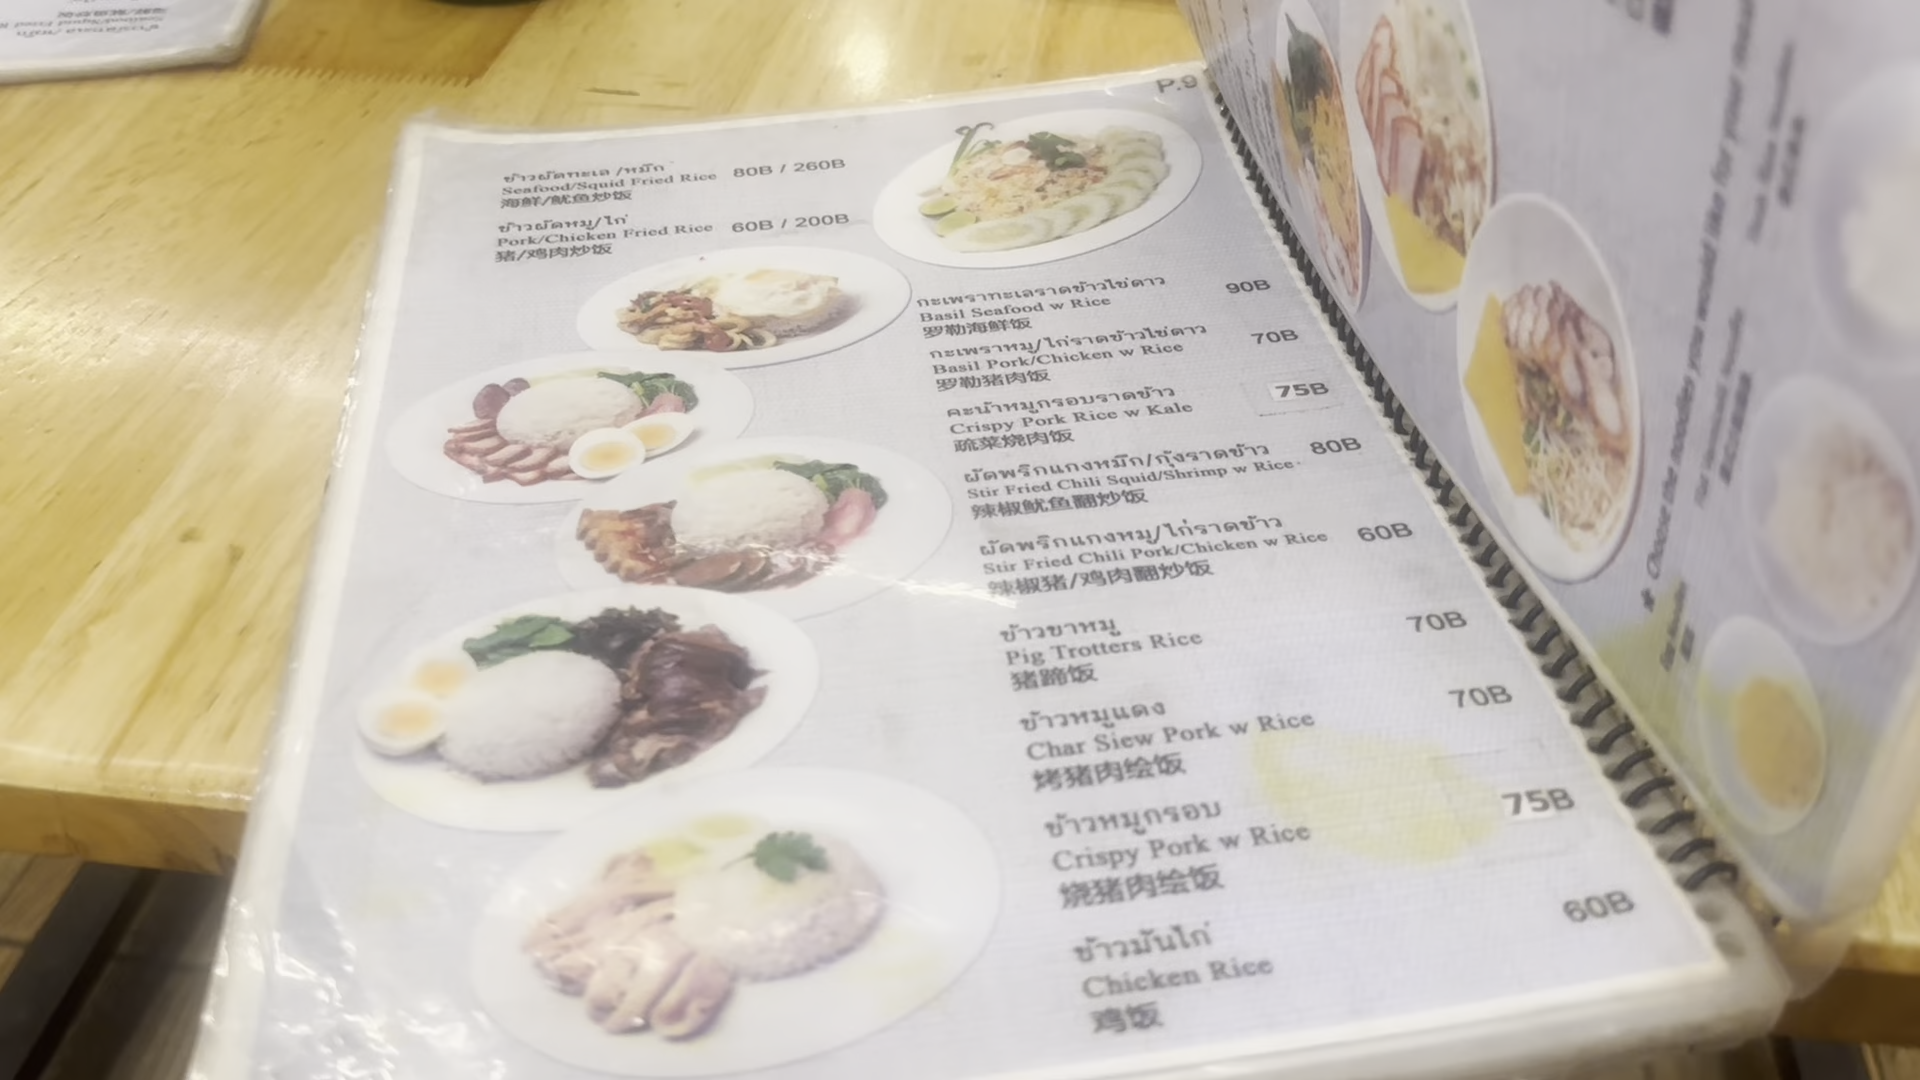 P.9
ข้าวผัดทะเล/หมึก
Seafood/Squid Fried Rice 80B / 260B
海鲜/鱿鱼炒饭
ข้าวผัดหมู/ไก่
Pork/Chicken Fried Rice 60B / 200B
猪/鸡肉炒饭
กะเพราทะเลราดข้าวไข่ดาว
Basil Seafood w Rice 90B
罗勒海鲜饭
กะเพราหมู/ไก่ราดข้าวไข่ดาว
Basil Pork/Chicken w Rice 70B
罗勒猪肉饭
คะน้าหมูกรอบราดข้าว
Crispy Pork Rice w Kale 75B
蔬菜烧肉饭
ผัดพริกแกงหมึก/กุ้งราดข้าว
Stir Fried Chili Squid/Shrimp w Rice 80B
辣椒鱿鱼翻炒饭
ผัดพริกแกงหมู/ไก่ราดข้าว
Stir Fried Chili Pork/Chicken w Rice 60B
辣椒猪/鸡肉翻炒饭
ข้าวขาหมู
Pig Trotters Rice 70B
猪蹄饭
ข้าวหมูแดง
Char Siew Pork w Rice 70B
烤猪肉绘饭
ข้าวหมูกรอบ
Crispy Pork w Rice 75B
烧猪肉绘饭
ข้าวมันไก่
Chicken Rice 60B
鸡饭
Choose the noodles you would like for your